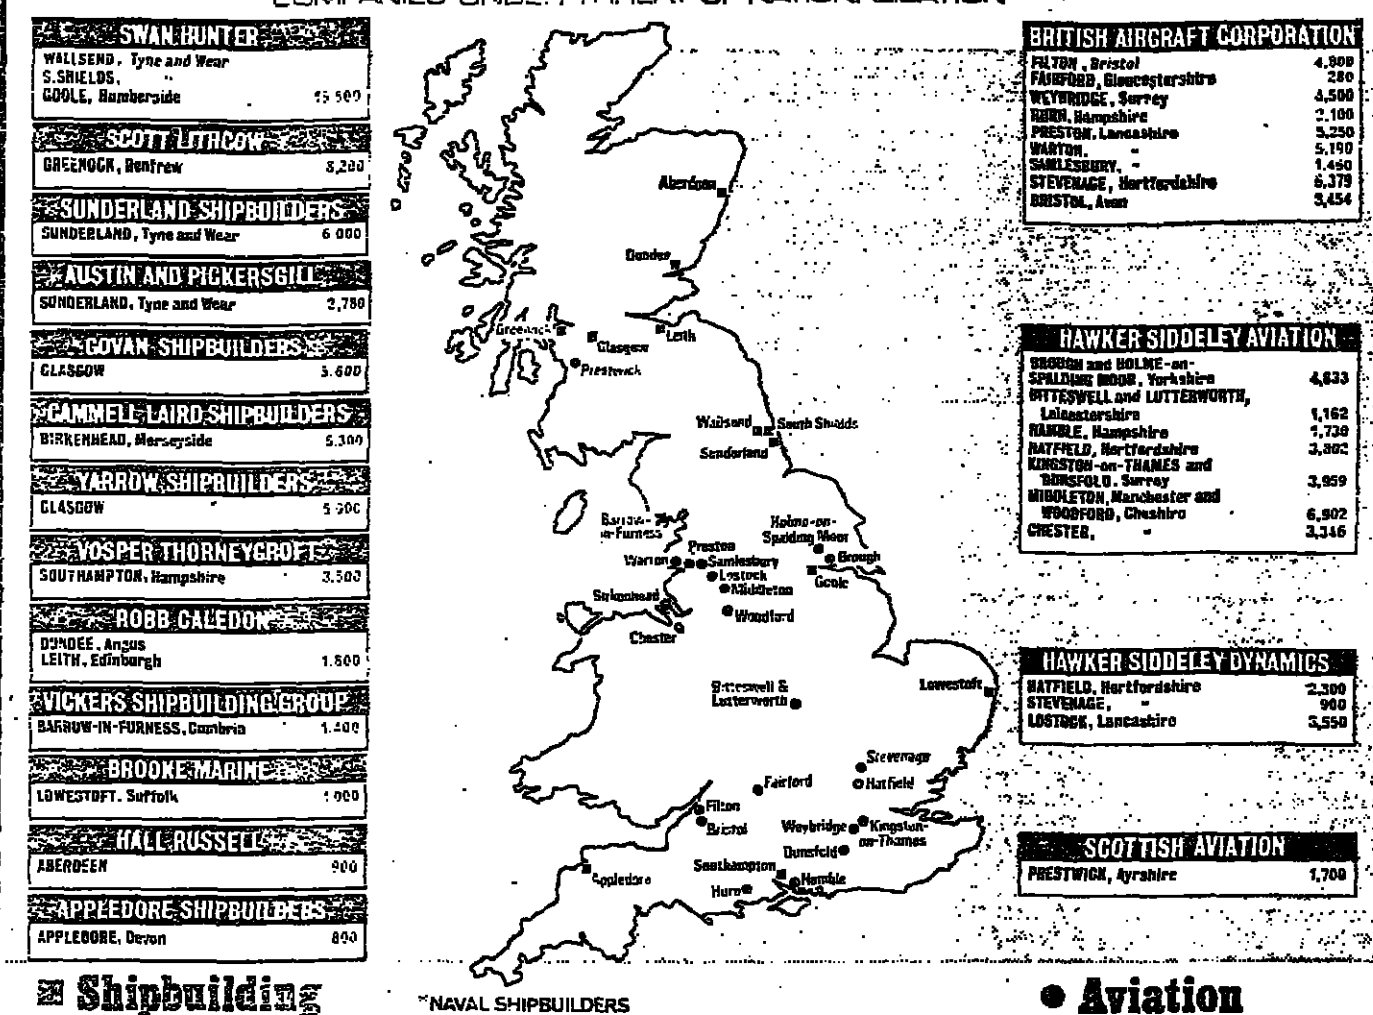 COMPANIES UNDER THREAT OF NATIONALISATION
SWAN HUNTER
WALLSEND, Tyne and Wear
S.SHIELDS, "
GOOLE, Humberside
SCOTT LITHGOW
GREENOCK, Renfrew 8,200
SUNDERLAND SHIPBUILDERS
SUNDERLAND, Tyne and Wear 6 000
AUSTIN AND PICKERSGILL
SUNDERLAND, Tyne and Wear 2,780
GOVAN SHIPBUILDERS
GLASGOW
CAMMELL LAIRD SHIPBUILDERS
BIRKENHEAD, Merseyside 5,300
YARROW SHIPBUILDERS
GLASGOW
VOSPER THORNEYCROFT
SOUTHAMPTON, Hampshire 3,500
ROBB CALEDON
DUNDEE, Angus
LEITH, Edinburgh 1,800
VICKERS SHIPBUILDING GROUP
BARROW-IN-FURNESS, Cumbria
BROOKE MARINE
LOWESTOFT. Suffolk
HALL RUSSELL
ABERDEEN 900
APPLEDORE SHIPBUILDERS
APPLEDORE, Devon 800
Shipbuilding
Aberdeen
Dundee
Greenock
Glasgow
Leith
Prestwick
Wallsend
South Shields
Sunderland
Barrow-
in-Furness
Holme-on-
Spalding Moor
Preston
Warton
Samlesbury
Brough
Lostock
Goole
Middleton
Birkenhead
Woodford
Chester
Bitteswell &
Lutterworth
Lowestoft
Stevenage
Fairford
Hatfield
Filton
Bristol
Weybridge
Kingston-
on-Thames
Dunsfold
Southampton
Appledore
Hamble
Hurn
*NAVAL SHIPBUILDERS
BRITISH AIRCRAFT CORPORATION
FILTON, Bristol 4,900
FAIRFORD, Gloucestershire 280
WEYBRIDGE, Surrey 4,500
HURN, Hampshire 2,100
PRESTON, Lancashire 5,250
WARTON, " 5,190
SAMLESBURY, " 1,460
STEVENAGE, Hertfordshire 6,379
BRISTOL, Avon 3,454
HAWKER SIDDELEY AVIATION
BROUGH and HOLME-on-
SPALDING MOOR, Yorkshire 4,833
BITTESWELL and LUTTERWORTH,
Leicestershire 1,162
HAMBLE, Hampshire 1,730
HATFIELD, Hertfordshire 3,802
KINGSTON-on-THAMES and
DUNSFOLD. Surrey 3,959
MIDDLETON, Manchester and
WOODFORD, Cheshire 6,902
CHESTER, " 3,346
HAWKER SIDDELEY DYNAMICS
HATFIELD, Hertfordshire 2,300
STEVENAGE, " 900
LOSTOCK, Lancashire 3,550
SCOTTISH AVIATION
PRESTWICK, Ayrshire 1,700
Aviation